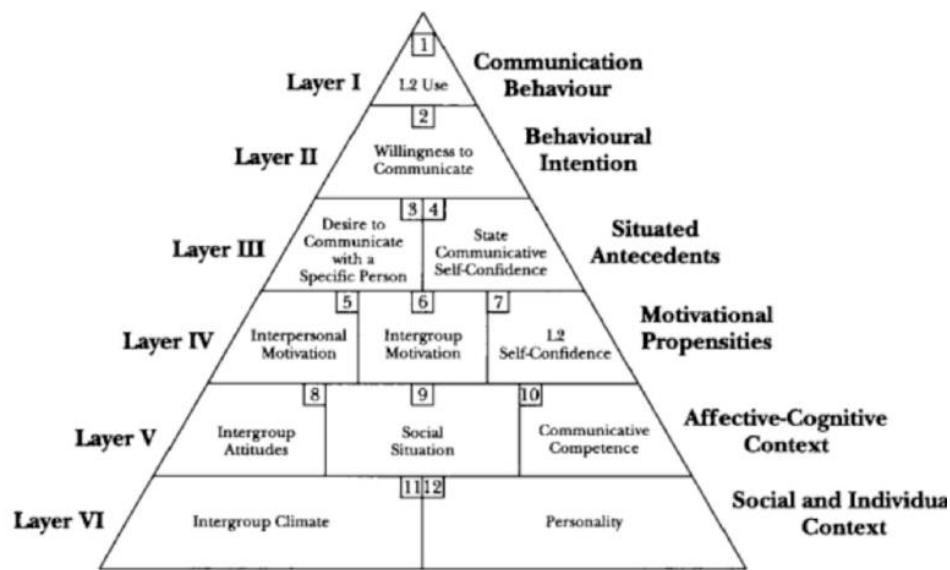 1
Layer I
L2 Use
Communication
Behaviour
2
Layer II
Willingness to
Communicate
Behavioural
Intention
3 4
Layer III
Desire to
Communicate
with a
Specific Person
State
Communicative
Self-Confidence
Situated
Antecedents
5 6 7
Layer IV
Interpersonal
Motivation
Intergroup
Motivation
L2
Self-Confidence
Motivational
Propensities
8 9 10
Layer V
Intergroup
Attitudes
Social
Situation
Communicative
Competence
Affective-Cognitive
Context
11 12
Layer VI
Intergroup Climate
Personality
Social and Individua
Context